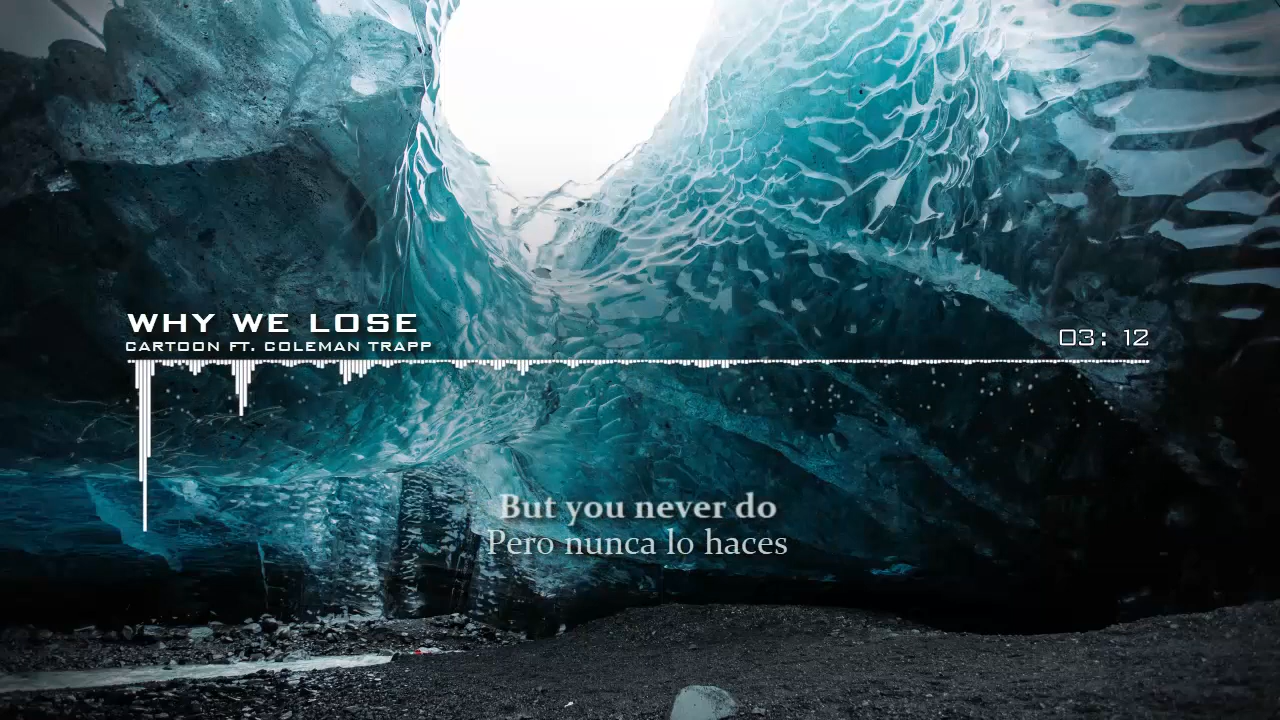 WHY WE LOSE
CARTOON FT. COLEMAN TRAPP
03: 12
But you never do
Pero nunca lo haces